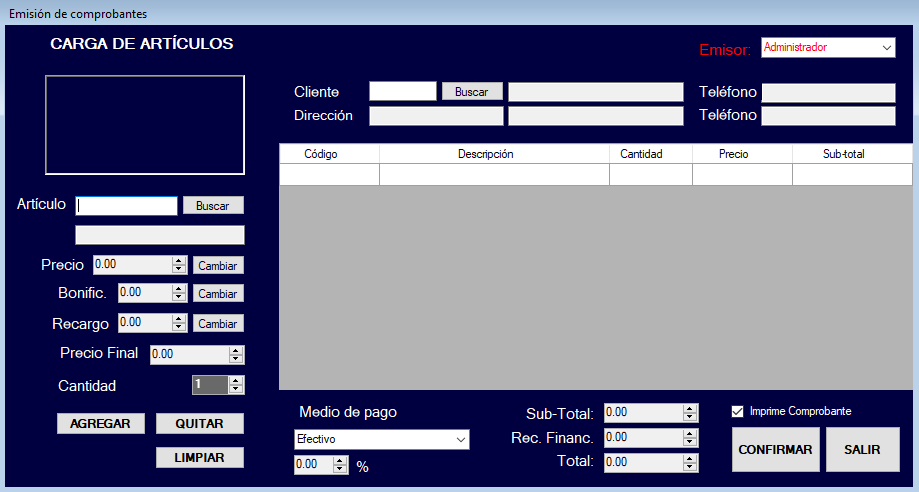 Emisión de comprobantes
CARGA DE ARTÍCULOS
Emisor: Administrador
Cliente Buscar Teléfono
Dirección Teléfono
Código Descripción Cantidad Precio Sub-total
Artículo Buscar
Precio 0.00 Cambiar
Bonific. 0.00 Cambiar
Recargo 0.00 Cambiar
Precio Final 0.00
Cantidad 1
AGREGAR QUITAR
LIMPIAR
Medio de pago
Efectivo
0.00 %
Sub-Total: 0.00
Rec. Financ. 0.00
Total: 0.00
Imprime Comprobante
CONFIRMAR SALIR